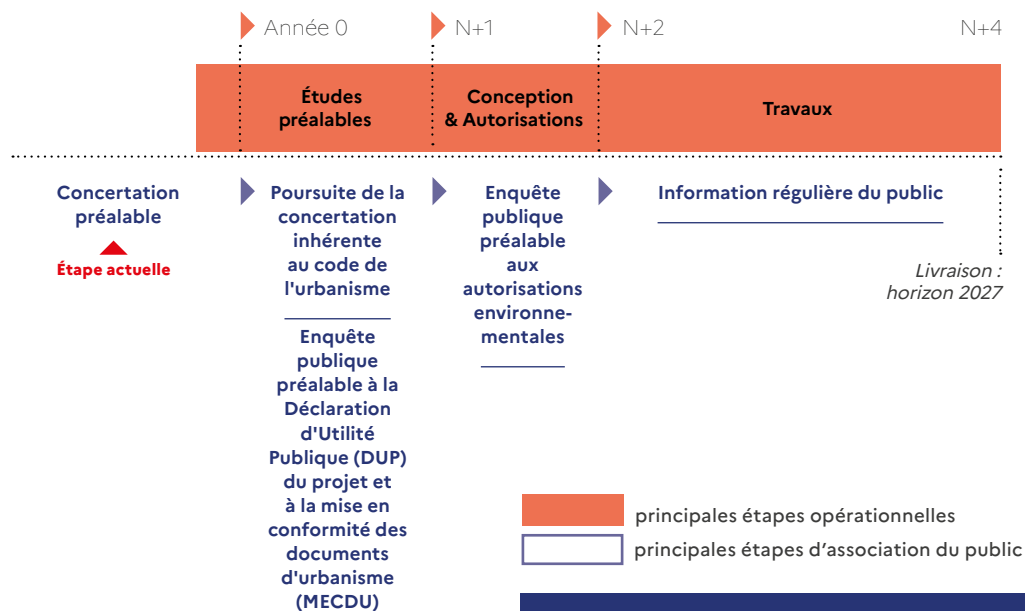 Année 0
N+1
N+2
N+4
Études
préalables
Conception
& Autorisations
Travaux
Concertation
préalable
Étape actuelle
Poursuite de la
concertation
inhérente
au code de
l'urbanisme
Enquête
publique
préalable à la
Déclaration
d'Utilité
Publique (DUP)
du projet et
à la mise en
conformité des
documents
d'urbanisme
(MECDU)
Enquête
publique
préalable
aux
autorisations
environne-
mentales
Information régulière du public
Livraison :
horizon 2027
principales étapes opérationnelles
principales étapes d’association du public